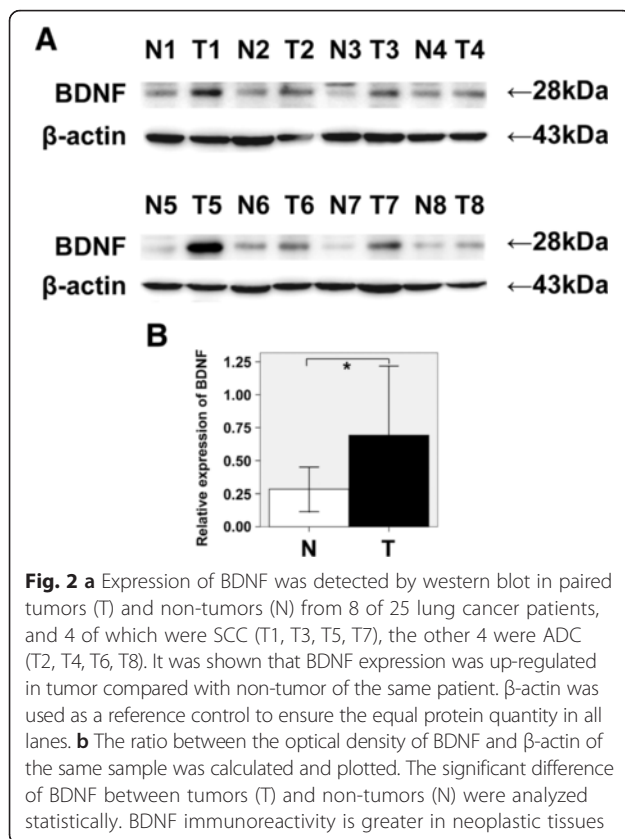 A
N1 T1 N2 T2 N3 T3 N4 T4
BDNF ←28kDa
β-actin ←43kDa
N5 T5 N6 T6 N7 T7 N8 T8
BDNF ←28kDa
β-actin ←43kDa
B
Relative expression of BDNF
1.25
*
1.00
0.75
0.50
0.25
0.00
N T
Fig. 2 a Expression of BDNF was detected by western blot in paired
tumors (T) and non-tumors (N) from 8 of 25 lung cancer patients,
and 4 of which were SCC (T1, T3, T5, T7), the other 4 were ADC
(T2, T4, T6, T8). It was shown that BDNF expression was up-regulated
in tumor compared with non-tumor of the same patient. β-actin was
used as a reference control to ensure the equal protein quantity in all
lanes. b The ratio between the optical density of BDNF and β-actin of
the same sample was calculated and plotted. The significant difference
of BDNF between tumors (T) and non-tumors (N) were analyzed
statistically. BDNF immunoreactivity is greater in neoplastic tissues